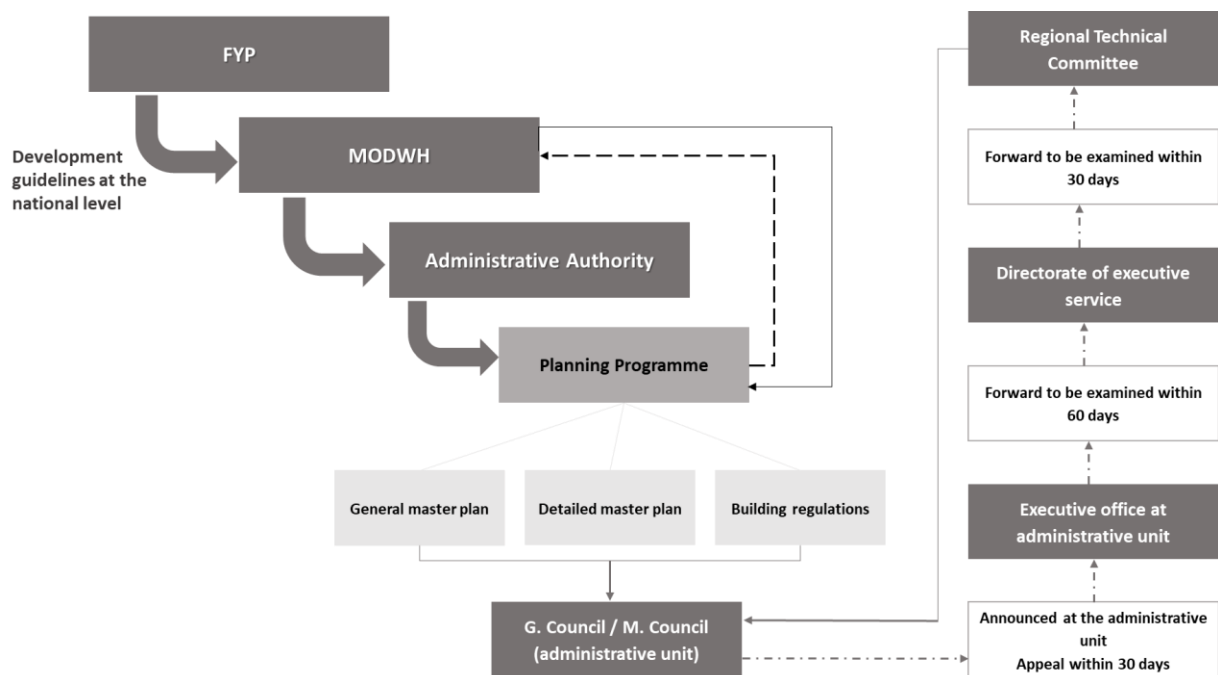 FYP
Development
guidelines at the
national level
MODWH
Administrative Authority
Planning Programme
General master plan
Detailed master plan
Building regulations
G. Council / M. Council
(administrative unit)
Regional Technical
Committee
Forward to be examined within
30 days
Directorate of executive
service
Forward to be examined within
60 days
Executive office at
administrative unit
Announced at the administrative
unit
Appeal within 30 days